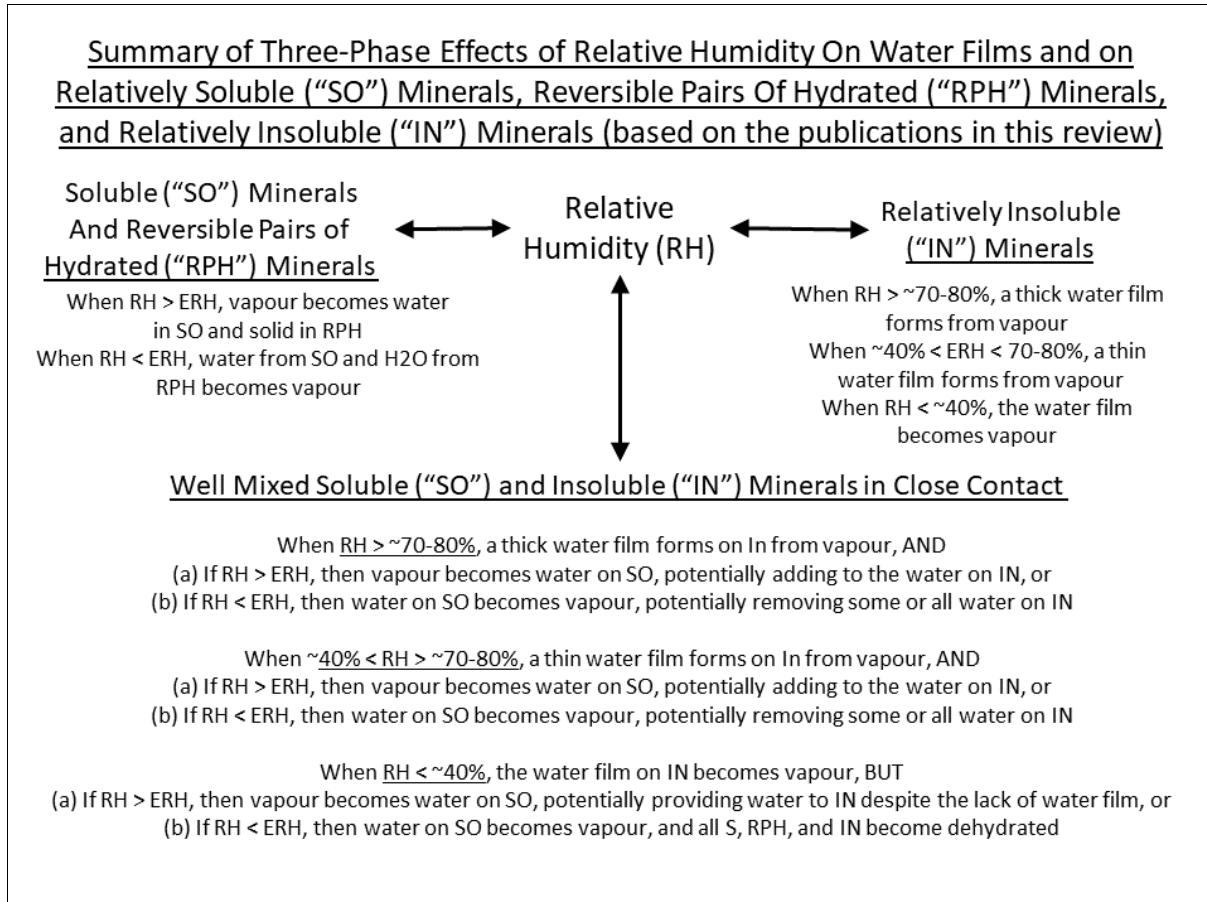 Summary of Three-Phase Effects of Relative Humidity On Water Films and on
Relatively Soluble (“SO”) Minerals, Reversible Pairs Of Hydrated (“RPH”) Minerals,
and Relatively Insoluble (“IN”) Minerals (based on the publications in this review)
Soluble (“SO”) Minerals
And Reversible Pairs of
Hydrated (“RPH”) Minerals
When RH > ERH, vapour becomes water
in SO and solid in RPH
When RH < ERH, water from SO and H2O from
RPH becomes vapour
Relative
Humidity (RH)
Relatively Insoluble
(“IN”) Minerals
When RH > ~70-80%, a thick water film
forms from vapour
When ~40% < ERH < 70-80%, a thin
water film forms from vapour
When RH < ~40%, the water film
becomes vapour
Well Mixed Soluble (“SO”) and Insoluble (“IN”) Minerals in Close Contact
When RH > ~70-80%, a thick water film forms on In from vapour, AND
(a) If RH > ERH, then vapour becomes water on SO, potentially adding to the water on IN, or
(b) If RH < ERH, then water on SO becomes vapour, potentially removing some or all water on IN
When ~40% < RH > ~70-80%, a thin water film forms on In from vapour, AND
(a) If RH > ERH, then vapour becomes water on SO, potentially adding to the water on IN, or
(b) If RH < ERH, then water on SO becomes vapour, potentially removing some or all water on IN
When RH < ~40%, the water film on IN becomes vapour, BUT
(a) If RH > ERH, then vapour becomes water on SO, potentially providing water to IN despite the lack of water film, or
(b) If RH < ERH, then water on SO becomes vapour, and all S, RPH, and IN become dehydrated